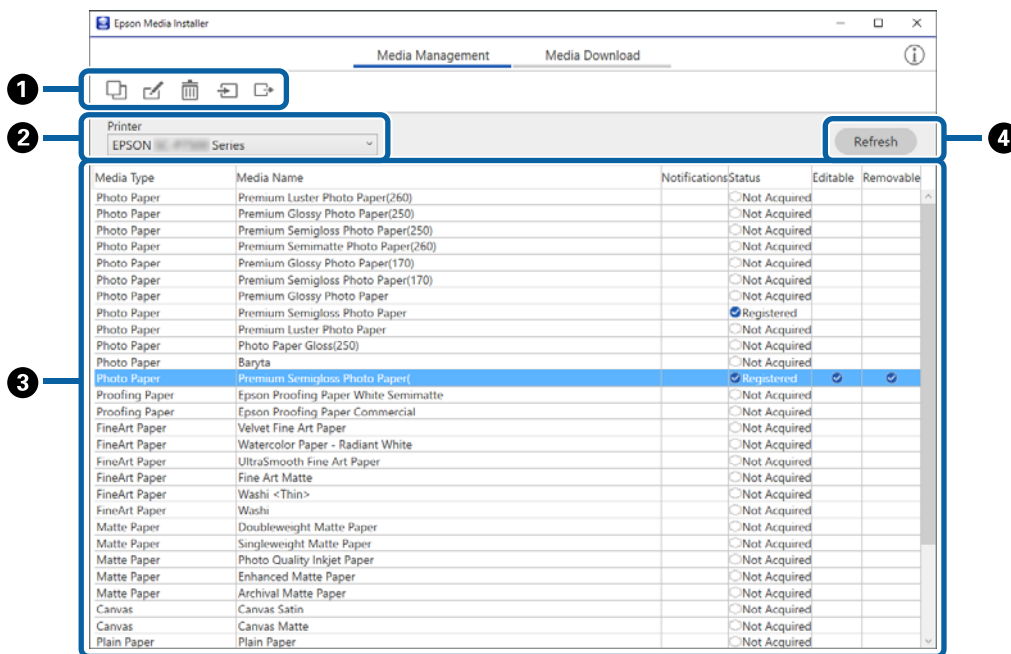 Epson Media Installer
Media Management Media Download
1
2
Printer
EPSON Series
Refresh
4
Media Type Media Name Notifications Status Editable Removable
Photo Paper Premium Luster Photo Paper(260) Not Acquired
Photo Paper Premium Glossy Photo Paper(250) Not Acquired
Photo Paper Premium Semigloss Photo Paper(250) Not Acquired
Photo Paper Premium Semimatte Photo Paper(260) Not Acquired
Photo Paper Premium Glossy Photo Paper(170) Not Acquired
Photo Paper Premium Semigloss Photo Paper(170) Not Acquired
Photo Paper Premium Glossy Photo Paper Not Acquired
Photo Paper Premium Semigloss Photo Paper Registered
Photo Paper Premium Luster Photo Paper Not Acquired
Photo Paper Photo Paper Gloss(250) Not Acquired
Photo Paper Baryta Not Acquired
3
Photo Paper Premium Semigloss Photo Paper( Registered
Proofing Paper Epson Proofing Paper White Semimatte Not Acquired
Proofing Paper Epson Proofing Paper Commercial Not Acquired
FineArt Paper Velvet Fine Art Paper Not Acquired
FineArt Paper Watercolor Paper - Radiant White Not Acquired
FineArt Paper UltraSmooth Fine Art Paper Not Acquired
FineArt Paper Fine Art Matte Not Acquired
FineArt Paper Washi <Thin> Not Acquired
FineArt Paper Washi Not Acquired
Matte Paper Doubleweight Matte Paper Not Acquired
Matte Paper Singleweight Matte Paper Not Acquired
Matte Paper Photo Quality Inkjet Paper Not Acquired
Matte Paper Enhanced Matte Paper Not Acquired
Matte Paper Archival Matte Paper Not Acquired
Canvas Canvas Satin Not Acquired
Canvas Canvas Matte Not Acquired
Plain Paper Plain Paper Not Acquired